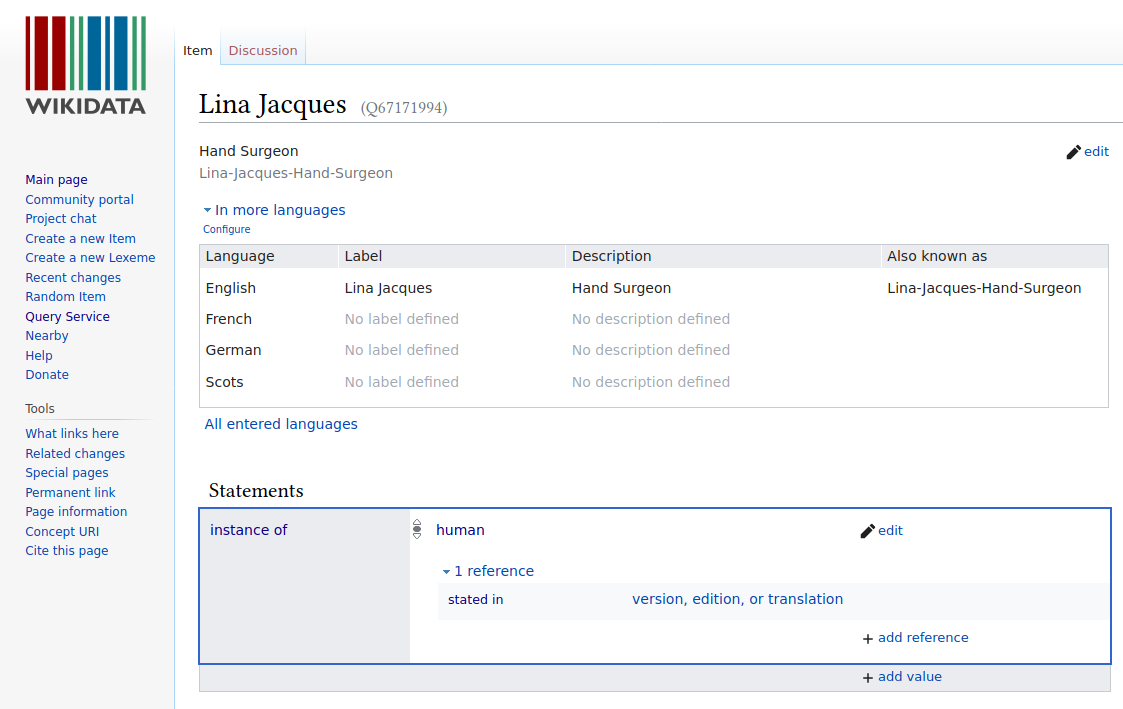 WIKIDATA
Main page
Community portal
Project chat
Create a new Item
Create a new Lexeme
Recent changes
Random Item
Query Service
Nearby
Help
Donate
Tools
What links here
Related changes
Special pages
Permanent link
Page information
Concept URI
Cite this page
Item Discussion
Lina Jacques (Q67171994)
Hand Surgeon edit
Lina-Jacques-Hand-Surgeon
In more languages
Configure
Language Label Description Also known as
English Lina Jacques Hand Surgeon Lina-Jacques-Hand-Surgeon
French No label defined No description defined
German No label defined No description defined
Scots No label defined No description defined
All entered languages
Statements
instance of human edit
1 reference
stated in version, edition, or translation
+ add reference
+ add value